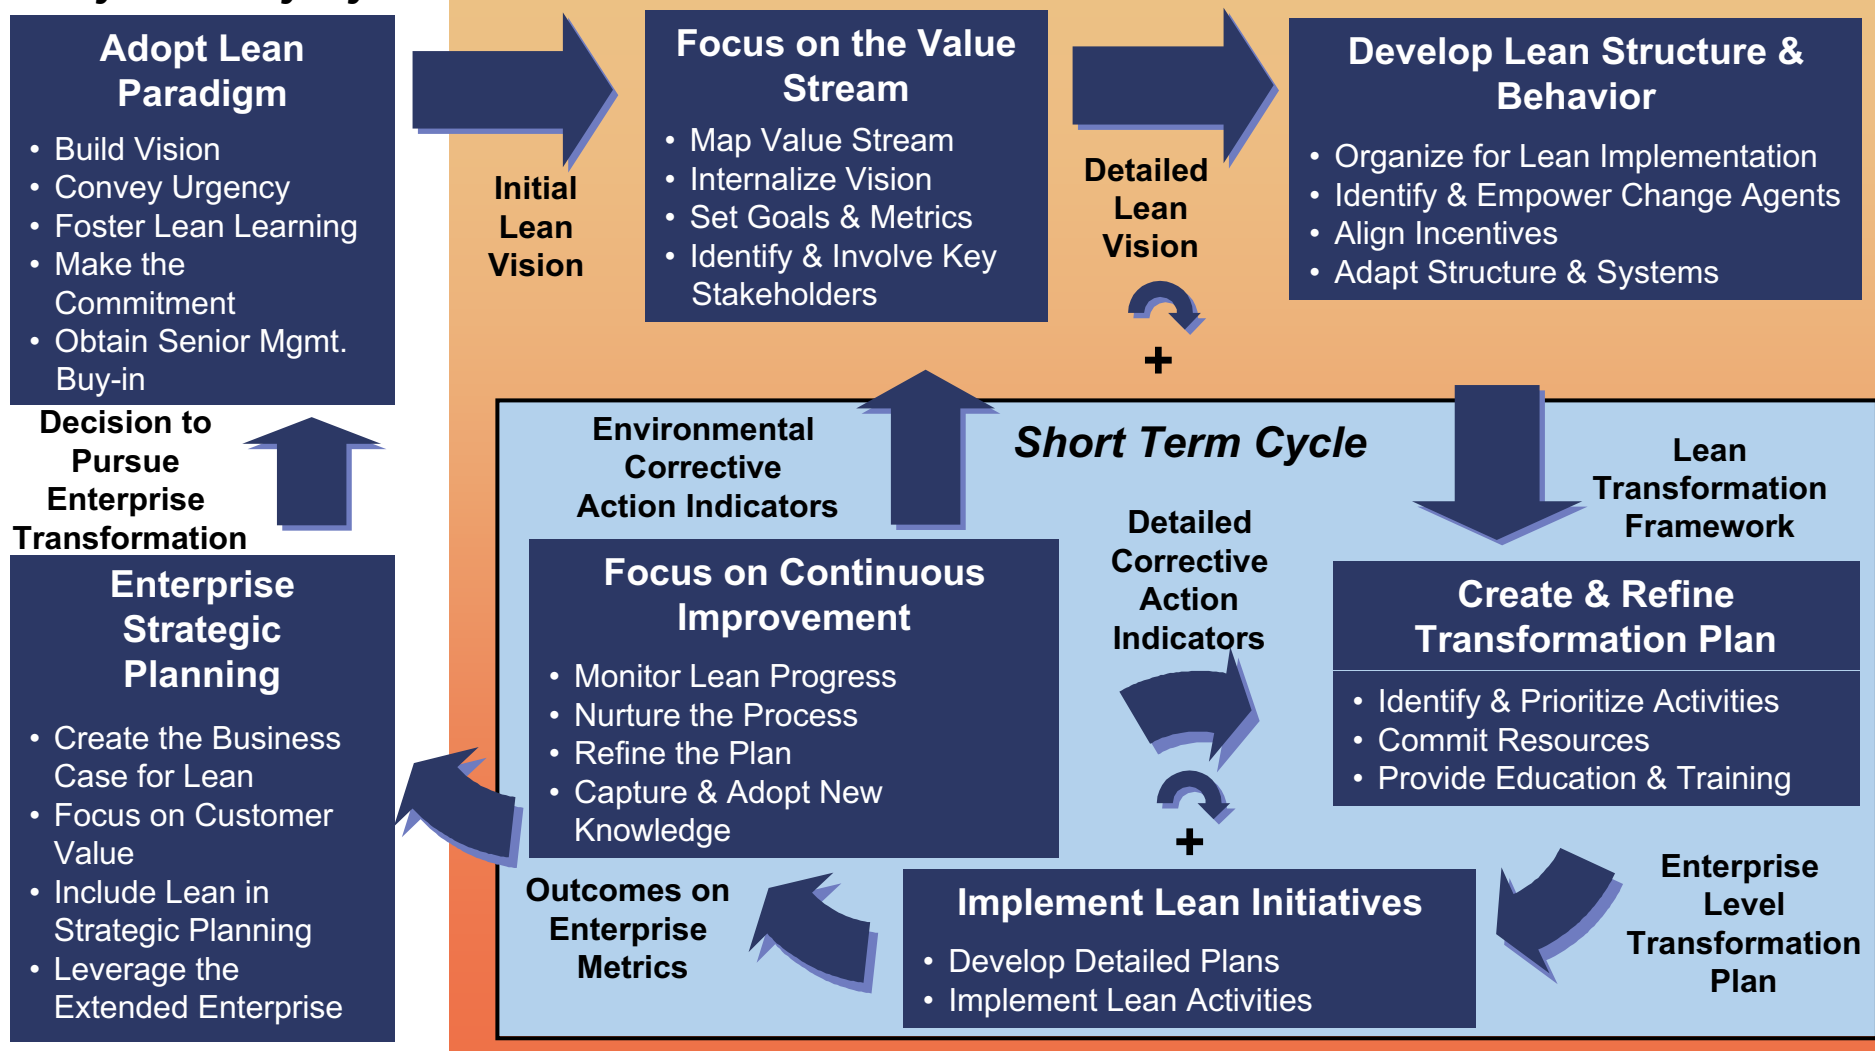 Adopt Lean
Paradigm
• Build Vision
• Convey Urgency
• Foster Lean Learning
• Make the
Commitment
• Obtain Senior Mgmt.
Buy-in
Initial
Lean
Vision
Focus on the Value
Stream
• Map Value Stream
• Internalize Vision
• Set Goals & Metrics
• Identify & Involve Key
Stakeholders
Detailed
Lean
Vision
+
Develop Lean Structure &
Behavior
• Organize for Lean Implementation
• Identify & Empower Change Agents
• Align Incentives
• Adapt Structure & Systems
Decision to
Pursue
Enterprise
Transformation
Environmental
Corrective
Action Indicators
Short Term Cycle
Lean
Transformation
Framework
Enterprise
Strategic
Planning
• Create the Business
Case for Lean
• Focus on Customer
Value
• Include Lean in
Strategic Planning
• Leverage the
Extended Enterprise
Focus on Continuous
Improvement
• Monitor Lean Progress
• Nurture the Process
• Refine the Plan
• Capture & Adopt New
Knowledge
Detailed
Corrective
Action
Indicators
+
Create & Refine
Transformation Plan
• Identify & Prioritize Activities
• Commit Resources
• Provide Education & Training
Outcomes on
Enterprise
Metrics
Implement Lean Initiatives
• Develop Detailed Plans
• Implement Lean Activities
Enterprise
Level
Transformation
Plan